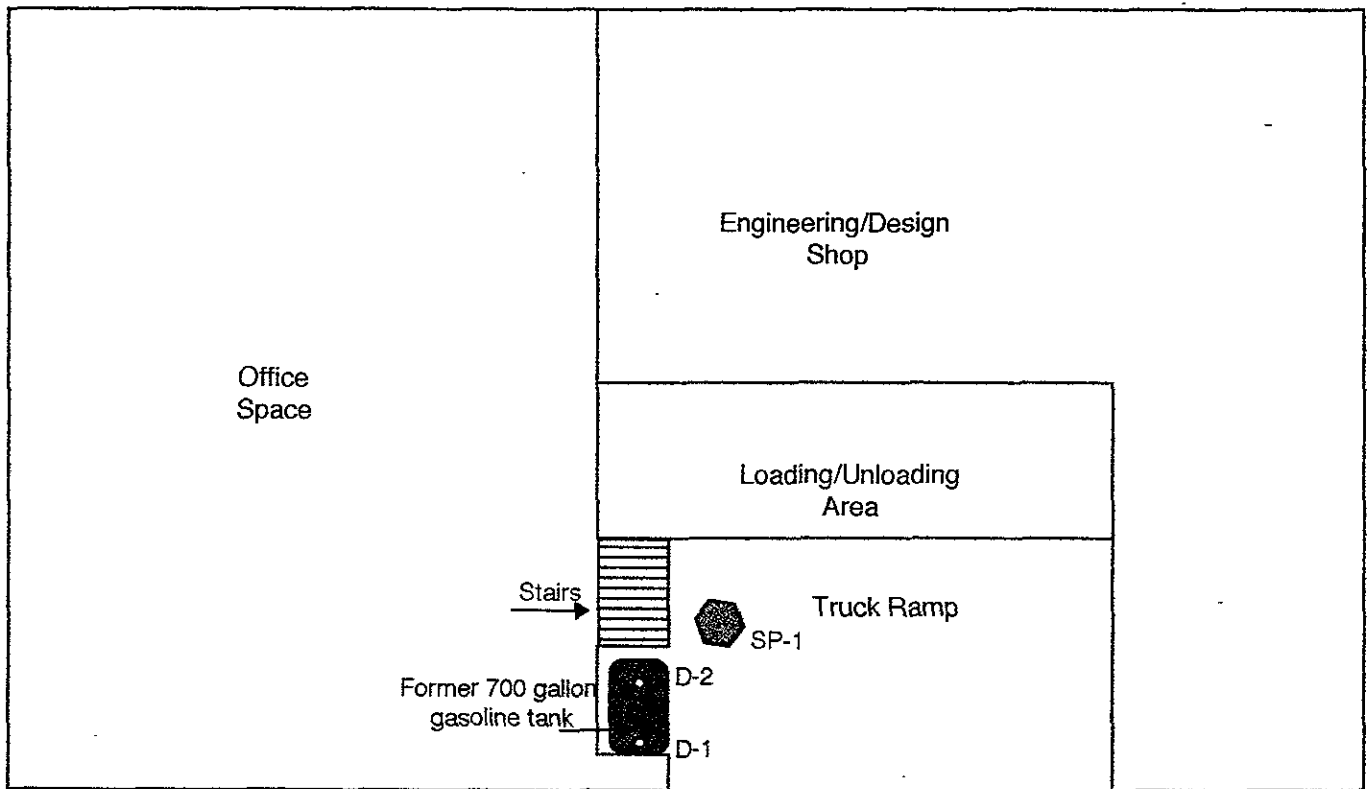 Engineering/Design
Shop
Office
Space
Loading/Unloading
Area
Stairs
Truck Ramp
SP-1
D-2
Former 700 gallon
gasoline tank
D-1